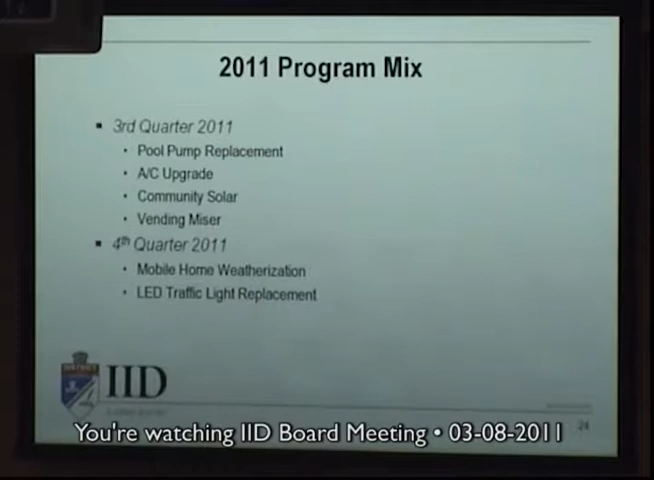 2011 Program Mix
▪ 3rd Quarter 2011
• Pool Pump Replacement
• A/C Upgrade
• Community Solar
• Vending Miser
▪ 4th Quarter 2011
• Mobile Home Weatherization
• LED Traffic Light Replacement
IID
24
You're watching IID Board Meeting • 03-08-2011